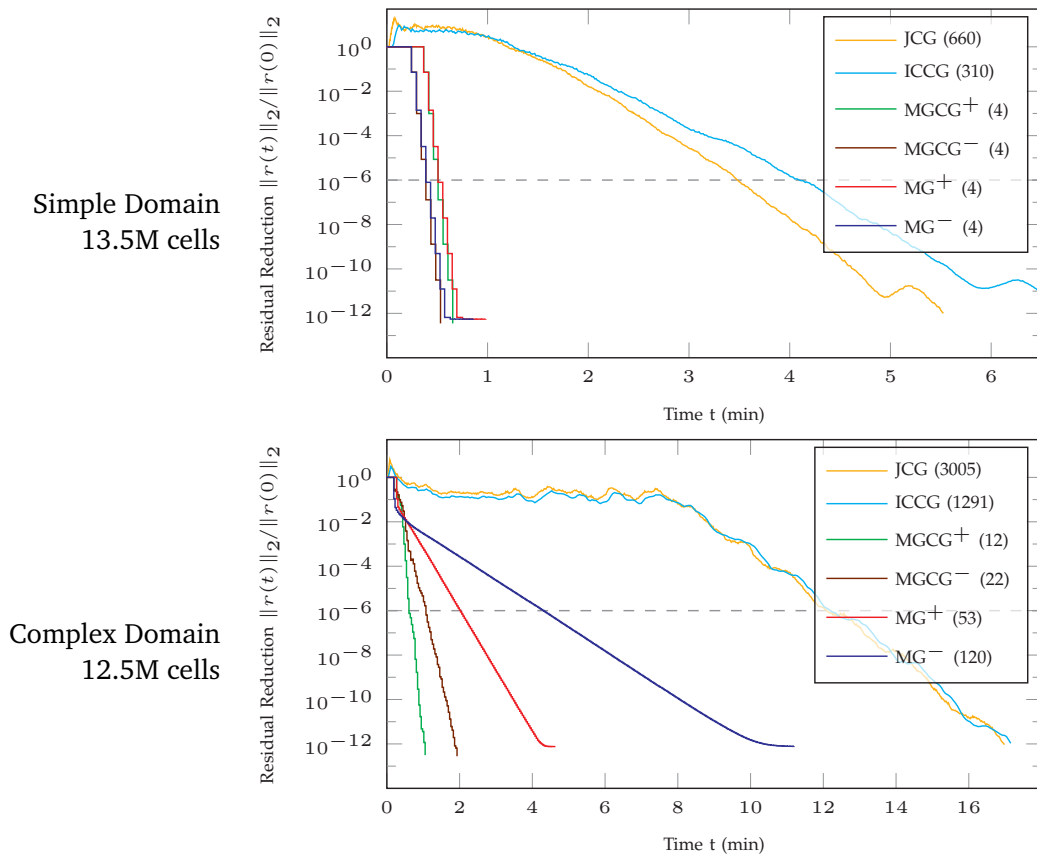 Simple Domain
13.5M cells
Residual Reduction ||r(t)||₂/||r(0)||₂
10⁰
10⁻²
10⁻⁴
10⁻⁶
10⁻⁸
10⁻¹⁰
10⁻¹²
0 1 2 3 4 5 6
Time t (min)
JCG (660)
ICCG (310)
MGCG⁺ (4)
MGCG⁻ (4)
MG⁺ (4)
MG⁻ (4)
Complex Domain
12.5M cells
Residual Reduction ||r(t)||₂/||r(0)||₂
10⁰
10⁻²
10⁻⁴
10⁻⁶
10⁻⁸
10⁻¹⁰
10⁻¹²
0 2 4 6 8 10 12 14 16
Time t (min)
JCG (3005)
ICCG (1291)
MGCG⁺ (12)
MGCG⁻ (22)
MG⁺ (53)
MG⁻ (120)